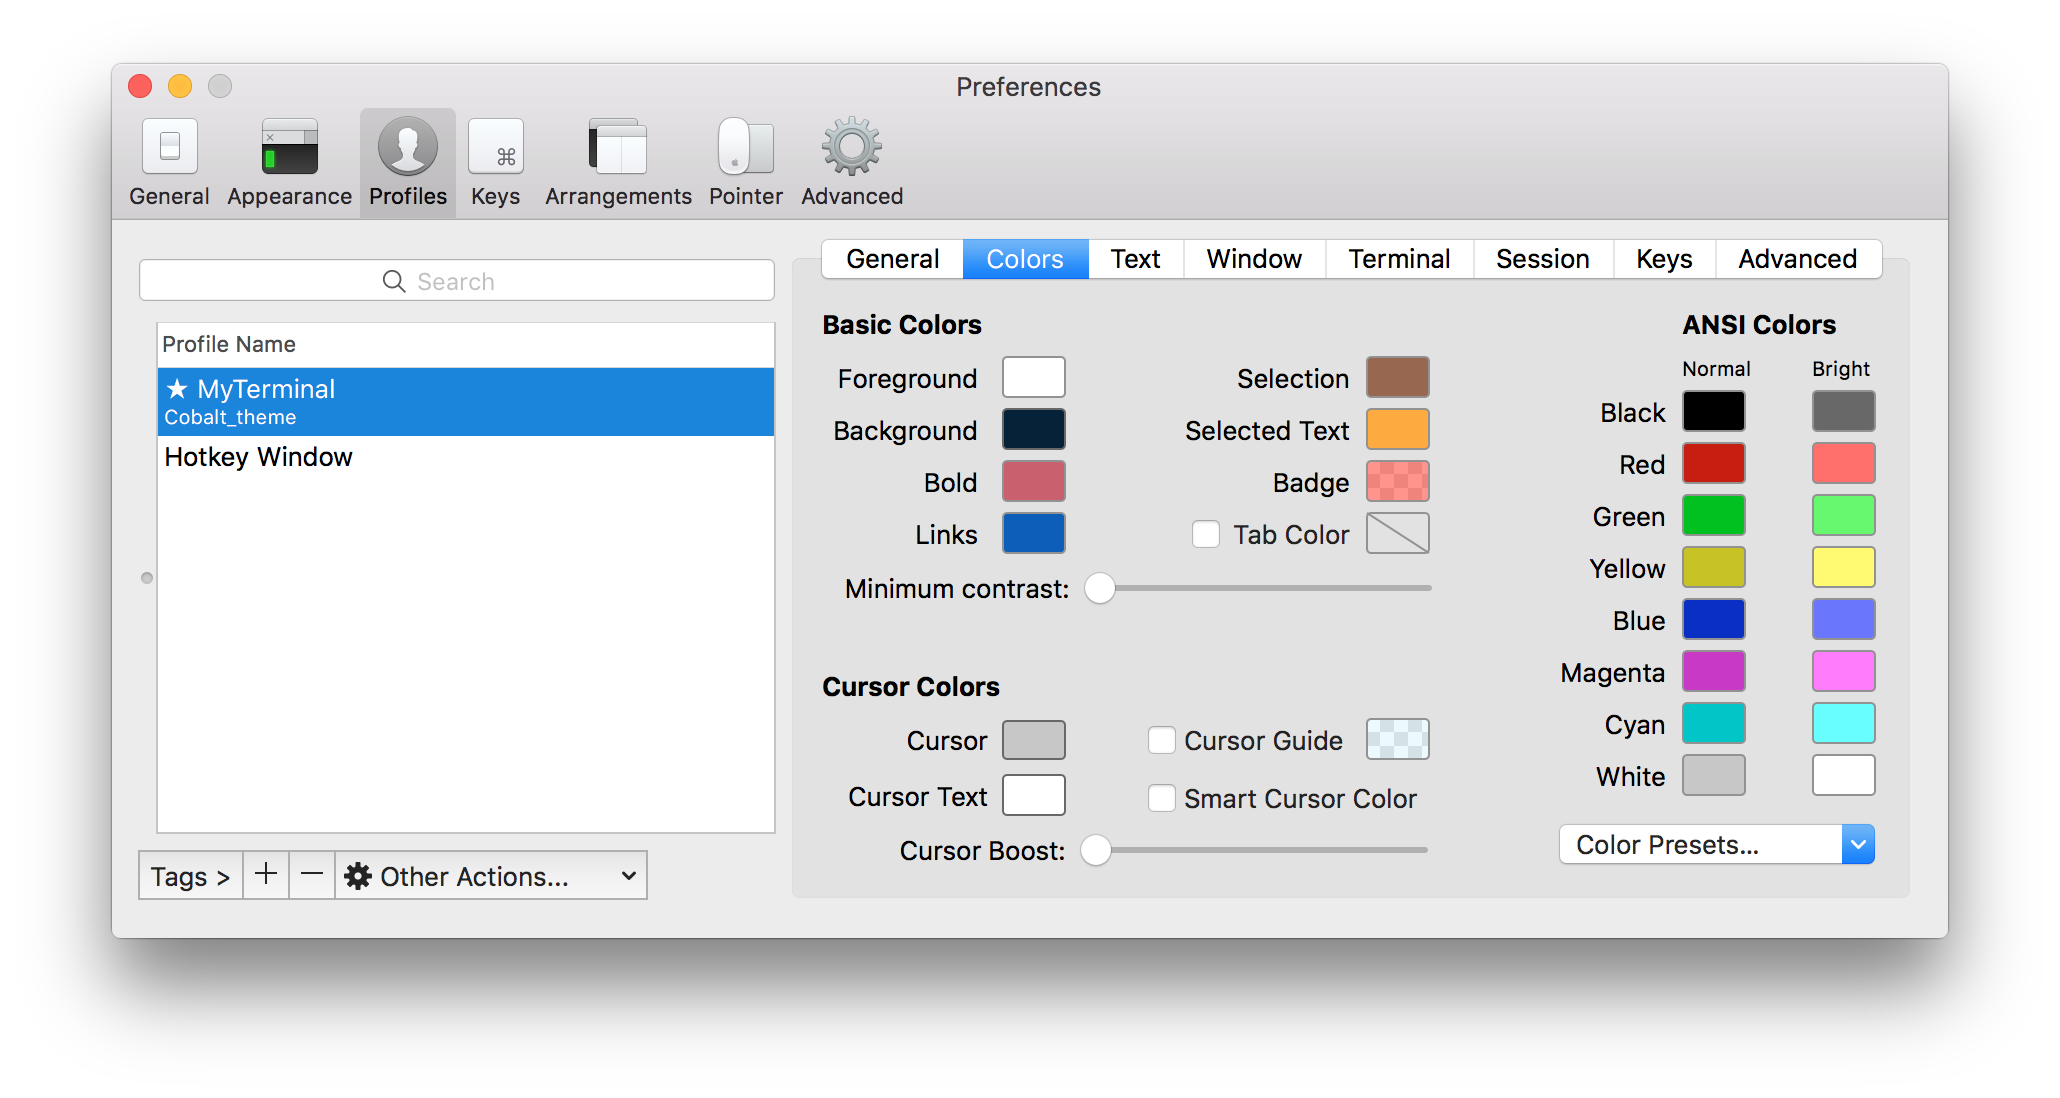 Preferences
General Appearance Profiles Keys Arrangements Pointer Advanced
Search
Profile Name
★ MyTerminal
Cobalt_theme
Hotkey Window
Tags > + — Other Actions...
General Colors Text Window Terminal Session Keys Advanced
Basic Colors
Foreground Selection
Background Selected Text
Bold Badge
Links Tab Color
Minimum contrast:
Cursor Colors
Cursor Cursor Guide
Cursor Text Smart Cursor Color
Cursor Boost:
ANSI Colors
Normal Bright
Black
Red
Green
Yellow
Blue
Magenta
Cyan
White
Color Presets...